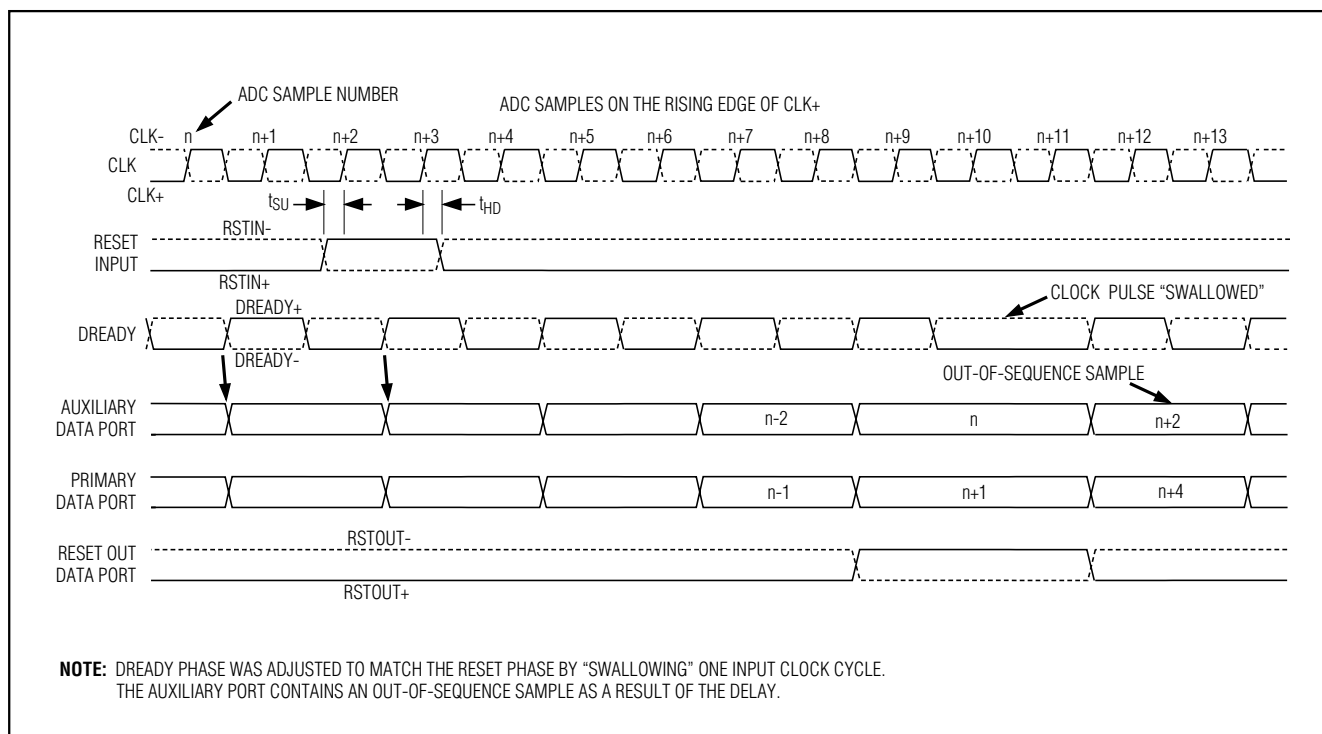 ADC SAMPLE NUMBER
ADC SAMPLES ON THE RISING EDGE OF CLK+
CLK- n n+1 n+2 n+3 n+4 n+5 n+6 n+7 n+8 n+9 n+10 n+11 n+12 n+13
CLK
CLK+
tSU tHD
RSTIN-
RESET
INPUT
RSTIN+
CLOCK PULSE “SWALLOWED”
DREADY+
DREADY
DREADY-
OUT-OF-SEQUENCE SAMPLE
AUXILIARY
DATA PORT
n-2 n n+2
PRIMARY
DATA PORT
n-1 n+1 n+4
RSTOUT-
RESET OUT
DATA PORT
RSTOUT+
NOTE: DREADY PHASE WAS ADJUSTED TO MATCH THE RESET PHASE BY “SWALLOWING” ONE INPUT CLOCK CYCLE.
THE AUXILIARY PORT CONTAINS AN OUT-OF-SEQUENCE SAMPLE AS A RESULT OF THE DELAY.